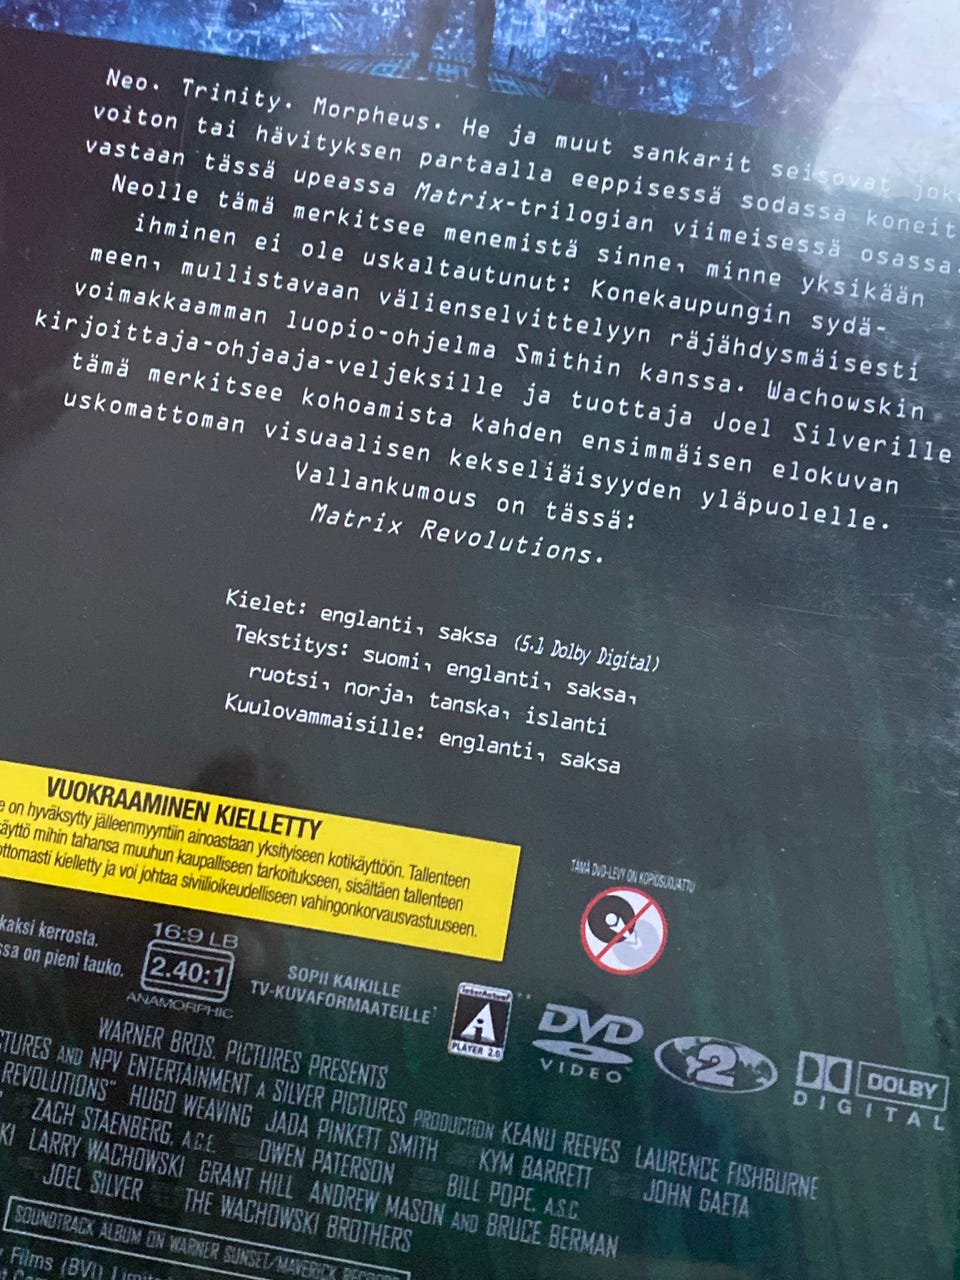 Neo. Trinity. Morpheus. He ja muut sankarit seisovat
voiton tai hävityksen partaalla eeppisessä sodassa
vastaan tässä upeassa Matrix-trilogian viimeisessä osassa.
Neolle tämä merkitsee menemistä sinne, minne yksikään
ihminen ei ole uskaltautunut: Konekaupungin sydä-
meen, mullistavaan välienselvittelyyn räjähdysmäisesti
voimakkaamman luopio-ohjelma Smithin kanssa. Wachowskin
kirjoittaja-ohjaaja-veljeksille ja tuottaja Joel Silverille
tämä merkitsee kohoamista kahden ensimmäisen elokuvan
uskomattoman visuaalisen kekseliäisyyden yläpuolelle.
Vallankumous on tässä:
Matrix Revolutions.
Kielet: englanti, saksa (5.1 Dolby Digital)
Tekstitys: suomi, englanti, saksa,
ruotsi, norja, tanska, islanti
Kuulovammaisille: englanti, saksa
VUOKRAAMINEN KIELLETTY
on hyväksytty jälleenmyyntiin ainoastaan yksityiseen kotikäyttöön. Tallenteen
mihin tahansa muuhun kaupalliseen tarkoitukseen, sisältäen tallenteen
kielletty ja voi johtaa siviilioikeudelliseen vahingonkorvausvastuuseen.
TÄMÄ DVD-LEVY ON KOPIOSUOJATTU
kaksi kerrosta.
on pieni tauko.
16:9 LB
2.40:1
ANAMORPHIC
SOPII KAIKILLE
TV-KUVAFORMAATEILLE
InterActual
PLAYER 2.0
DVD
VIDEO
2
DOLBY
DIGITAL
WARNER BROS. PICTURES PRESENTS
AND NPV ENTERTAINMENT A SILVER PICTURES PRODUCTION KEANU REEVES LAURENCE FISHBURNE
REVOLUTIONS" HUGO WEAVING JADA PINKETT SMITH KYM BARRETT JOHN GAETA
ZACH STAENBERG, A.C.E. OWEN PATERSON BILL POPE, A.S.C.
LARRY WACHOWSKI GRANT HILL ANDREW MASON AND BRUCE BERMAN
JOEL SILVER THE WACHOWSKI BROTHERS
SOUNDTRACK ALBUM ON WARNER SUNSET/MAVERICK RECORDS
Films (BVI)